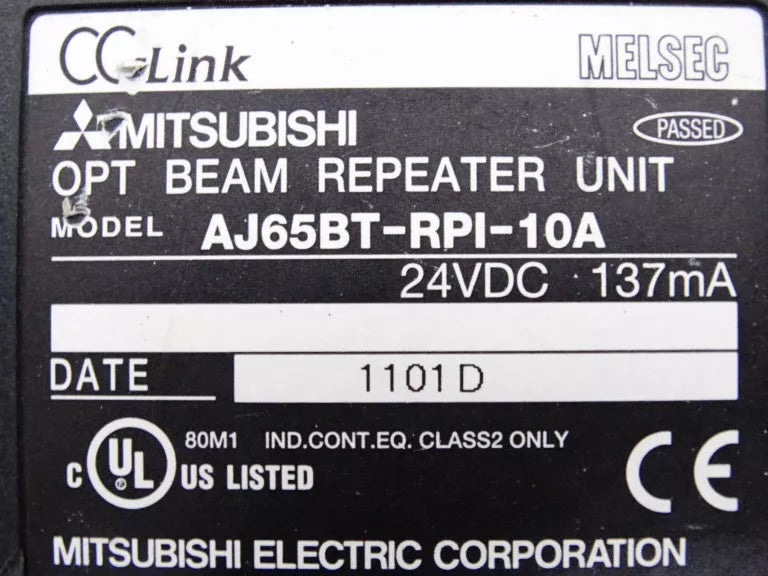 CC-Link MELSEC
MITSUBISHI PASSED
OPT BEAM REPEATER UNIT
MODEL AJ65BT-RPI-10A
24VDC 137mA
DATE 1101D
80M1 IND.CONT.EQ. CLASS2 ONLY
C UL US LISTED CE
MITSUBISHI ELECTRIC CORPORATION